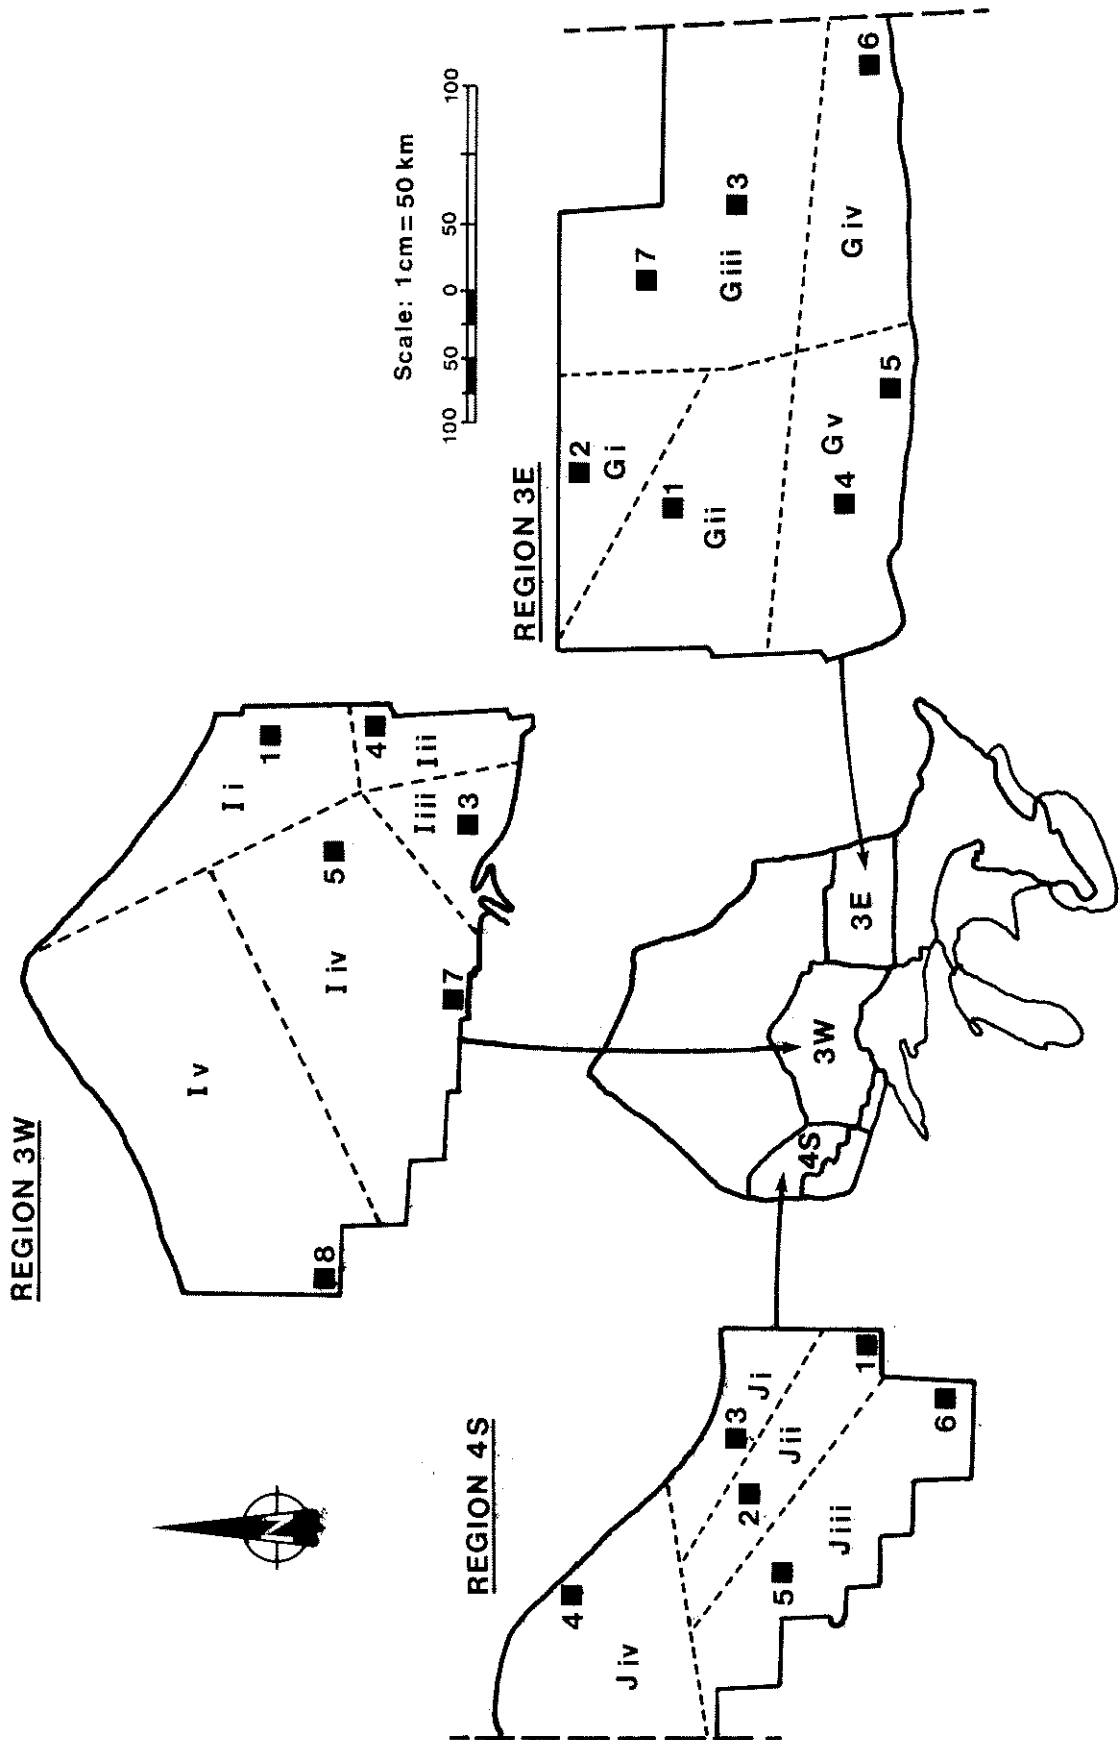 REGION 4S
J iv
4
J i
3
2
J ii
1
5
J iii
6
N
REGION 3W
I v
I i
1
4
I ii
5
I iii
3
I iv
7
8
4S
3W
3E
Scale: 1cm = 50 km
100 50 0 50 100
REGION 3E
2
G i
1
G ii
7
3
G iii
4
G v
5
G iv
6